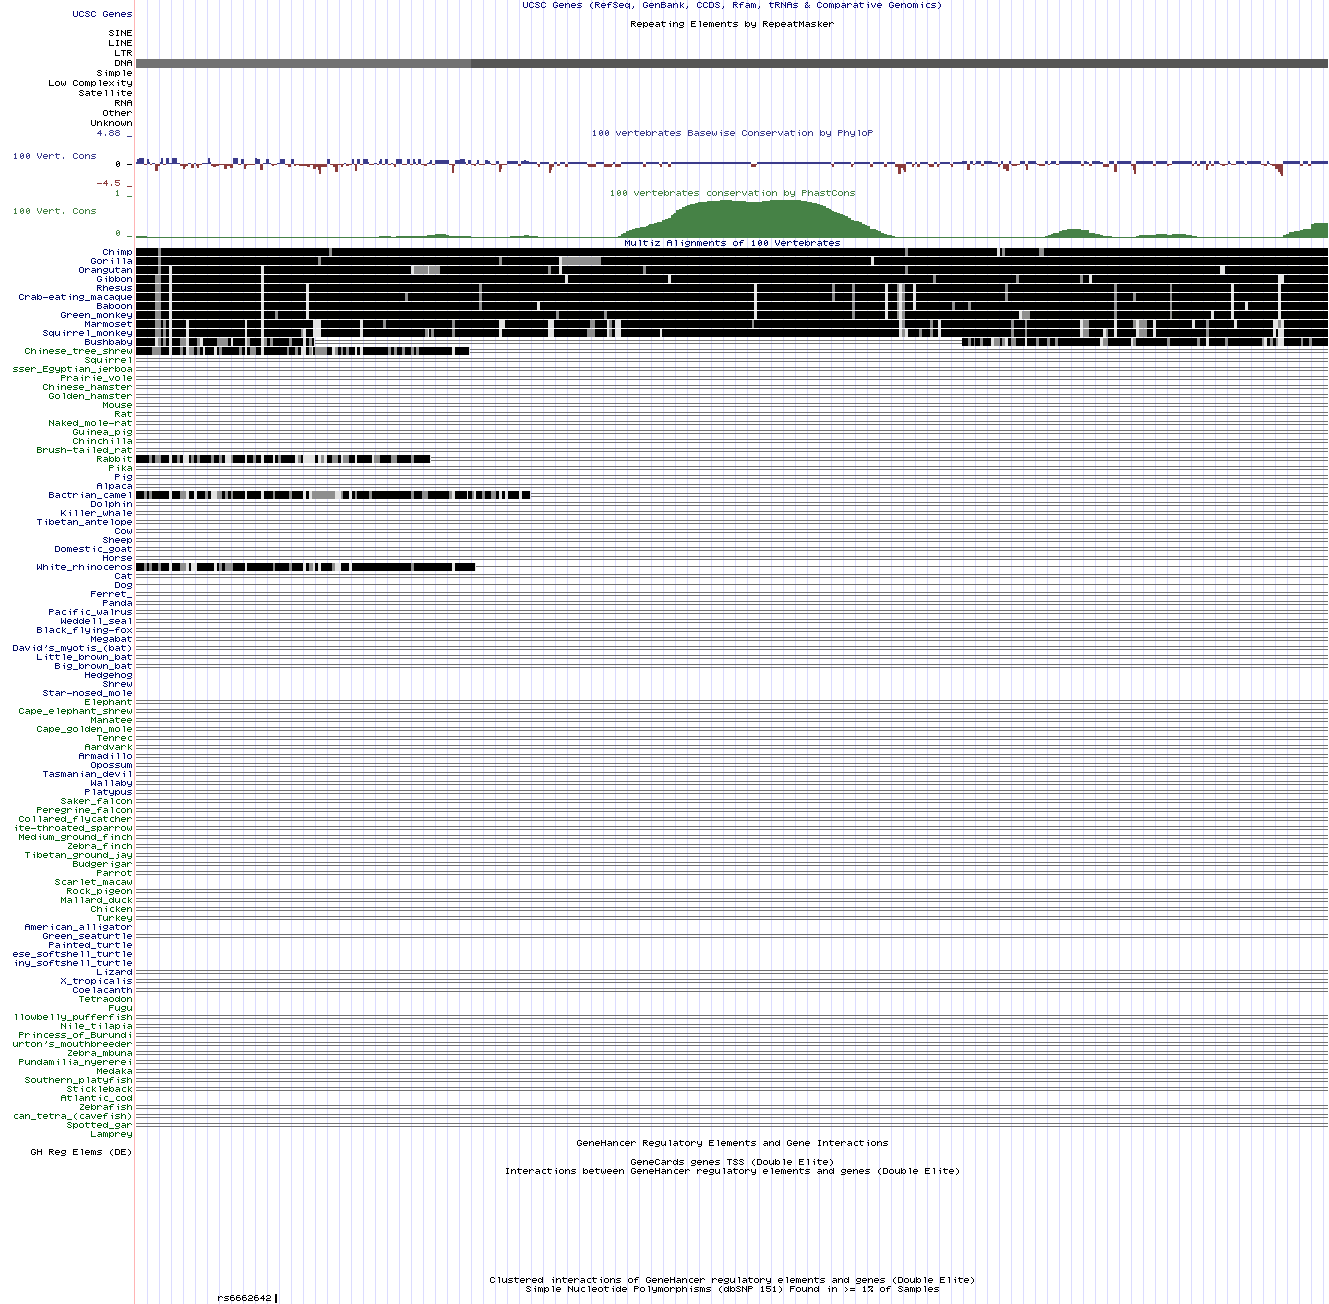 UCSC Genes (RefSeq, GenBank, CCDS, Rfam, tRNAs & Comparative Genomics)
UCSC Genes
Repeating Elements by RepeatMasker
SINE
LINE
LTR
DNA
Simple
Low Complexity
Satellite
RNA
Other
Unknown
4.88 _
100 vertebrates Basewise Conservation by PhyloP
100 Vert. Cons
0 _
-4.5 _
1 _
100 vertebrates conservation by PhastCons
100 Vert. Cons
0 _
Multiz Alignments of 100 Vertebrates
Chimp
Gorilla
Orangutan
Gibbon
Rhesus
Crab-eating_macaque
Baboon
Green_monkey
Marmoset
Squirrel_monkey
Bushbaby
Chinese_tree_shrew
Squirrel
sser_Egyptian_jerboa
Prairie_vole
Chinese_hamster
Golden_hamster
Mouse
Rat
Naked_mole-rat
Guinea_pig
Chinchilla
Brush-tailed_rat
Rabbit
Pika
Pig
Alpaca
Bactrian_camel
Dolphin
Killer_whale
Tibetan_antelope
Cow
Sheep
Domestic_goat
Horse
White_rhinoceros
Cat
Dog
Ferret_
Panda
Pacific_walrus
Weddell_seal
Black_flying-fox
Megabat
David's_myotis_(bat)
Little_brown_bat
Big_brown_bat
Hedgehog
Shrew
Star-nosed_mole
Elephant
Cape_elephant_shrew
Manatee
Cape_golden_mole
Tenrec
Aardvark
Armadillo
Opossum
Tasmanian_devil
Wallaby
Platypus
Saker_falcon
Peregrine_falcon
Collared_flycatcher
ite-throated_sparrow
Medium_ground_finch
Zebra_finch
Tibetan_ground_jay
Budgerigar
Parrot
Scarlet_macaw
Rock_pigeon
Mallard_duck
Chicken
Turkey
American_alligator
Green_seaturtle
Painted_turtle
ese_softshell_turtle
iny_softshell_turtle
Lizard
X_tropicalis
Coelacanth
Tetraodon
Fugu
llowbelly_pufferfish
Nile_tilapia
Princess_of_Burundi
urton's_mouthbreeder
Zebra_mbuna
Pundamilia_nyererei
Medaka
Southern_platyfish
Stickleback
Atlantic_cod
Zebrafish
can_tetra_(cavefish)
Spotted_gar
Lamprey
GeneHancer Regulatory Elements and Gene Interactions
GH Reg Elems (DE)
GeneCards genes TSS (Double Elite)
Interactions between GeneHancer regulatory elements and genes (Double Elite)
Clustered interactions of GeneHancer regulatory elements and genes (Double Elite)
Simple Nucleotide Polymorphisms (dbSNP 151) Found in >= 1% of Samples
rs6662642